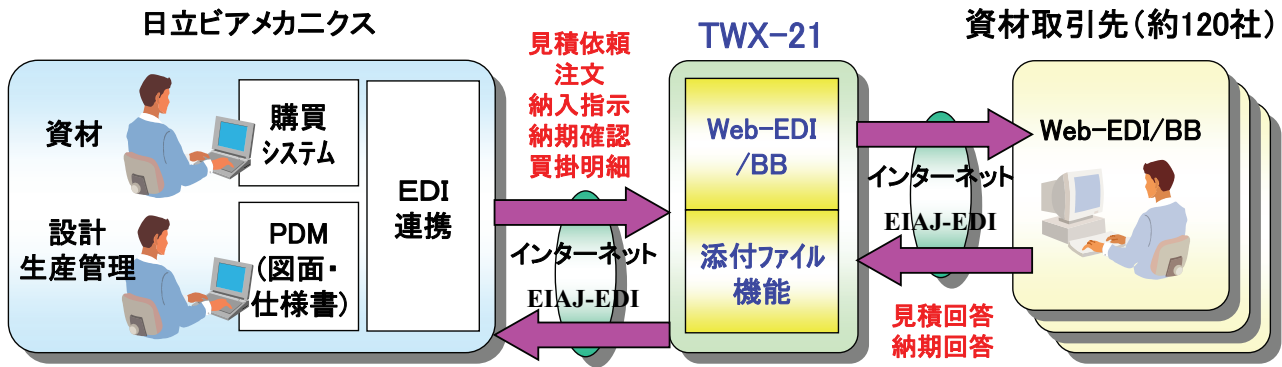 日立ビアメカニクス
資材
購買
システム
設計
生産管理
PDM
(図面・
仕様書)
EDI
連携
見積依頼
注文
納入指示
納期確認
買掛明細
インターネット
EIAJ-EDI
TWX-21
Web-EDI
/BB
添付ファイル
機能
インターネット
EIAJ-EDI
見積回答
納期回答
資材取引先(約120社)
Web-EDI/BB